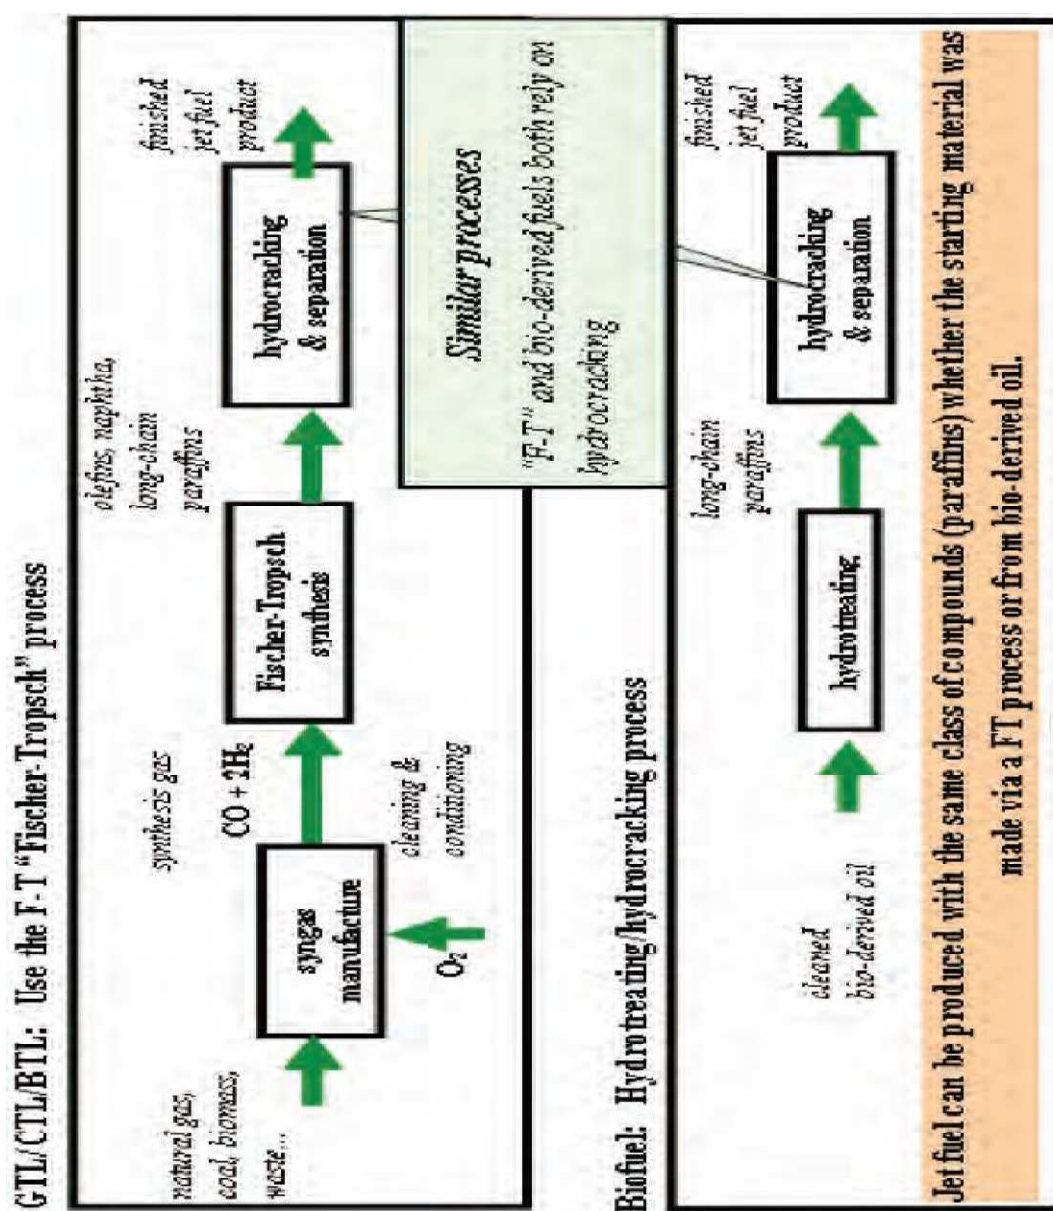 GTL/CTL/BTL: Use the F-T “Fischer-Tropsch” process
natural gas,
coal, biomass,
waste...
syngas
manufacture
O₂
synthesis gas
CO + 2H₂
cleaning &
conditioning
Fischer-Tropsch
synthesis
olefins, naphtha,
long-chain
paraffins
hydrocracking
& separation
finished
jet fuel
product
Similar processes
“F-T” and bio-derived fuels both rely on
hydrocracking
Biofuel: Hydrotreating/hydrocracking process
cleaned
bio-derived oil
hydrotreating
long-chain
paraffins
hydrocracking
& separation
finished
jet fuel
product
Jet fuel can be produced with the same class of compounds (paraffins) whether the starting material was
made via a FT process or from bio-derived oil.